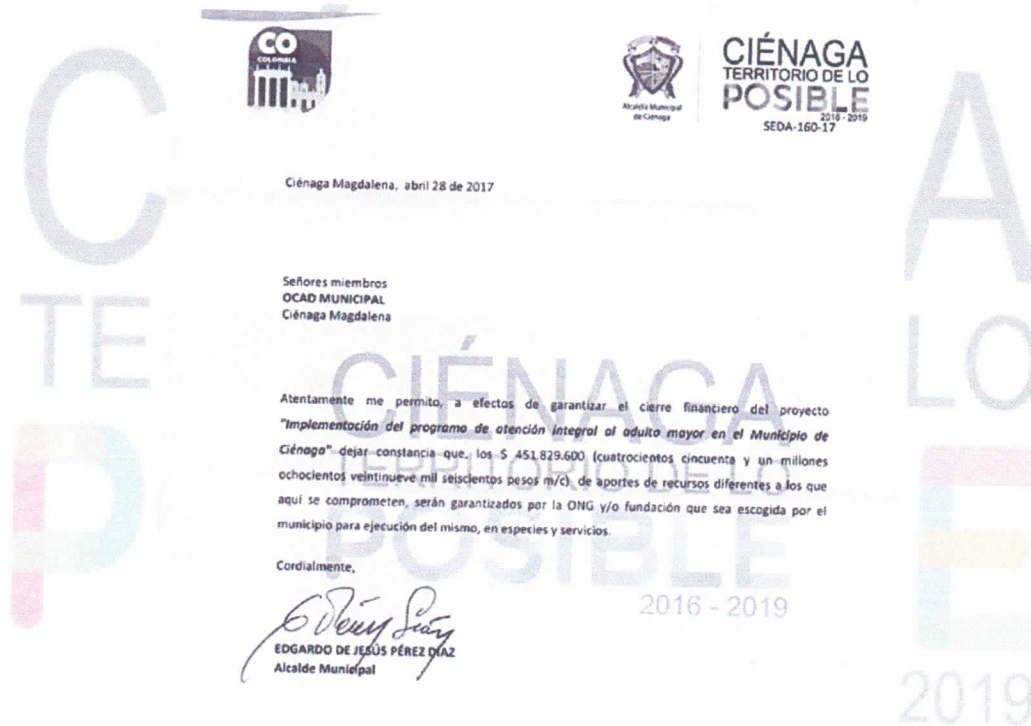 CO
COLOMBIA
Alcaldía Municipal
de Ciénaga
CIÉNAGA
TERRITORIO DE LO
POSIBLE
2016 - 2019
SEDA-160-17
Ciénaga Magdalena, abril 28 de 2017
Señores miembros
OCAD MUNICIPAL
Ciénaga Magdalena
Atentamente me permito, a efectos de garantizar el cierre financiero del proyecto
"Implementación del programa de atención integral al adulto mayor en el Municipio de
Ciénaga" dejar constancia que, los $ 451.829.600 (cuatrocientos cincuenta y un millones
ochocientos veintinueve mil seiscientos pesos m/c) de aportes de recursos diferentes a los que
aquí se comprometen, serán garantizados por la ONG y/o fundación que sea escogida por el
municipio para ejecución del mismo, en especies y servicios.
Cordialmente,
EDGARDO DE JESÚS PÉREZ DÍAZ
Alcalde Municipal
CIÉNAGA
TERRITORIO DE LO
POSIBLE
2016 - 2019
C
TE
P
A
LO
E
2019